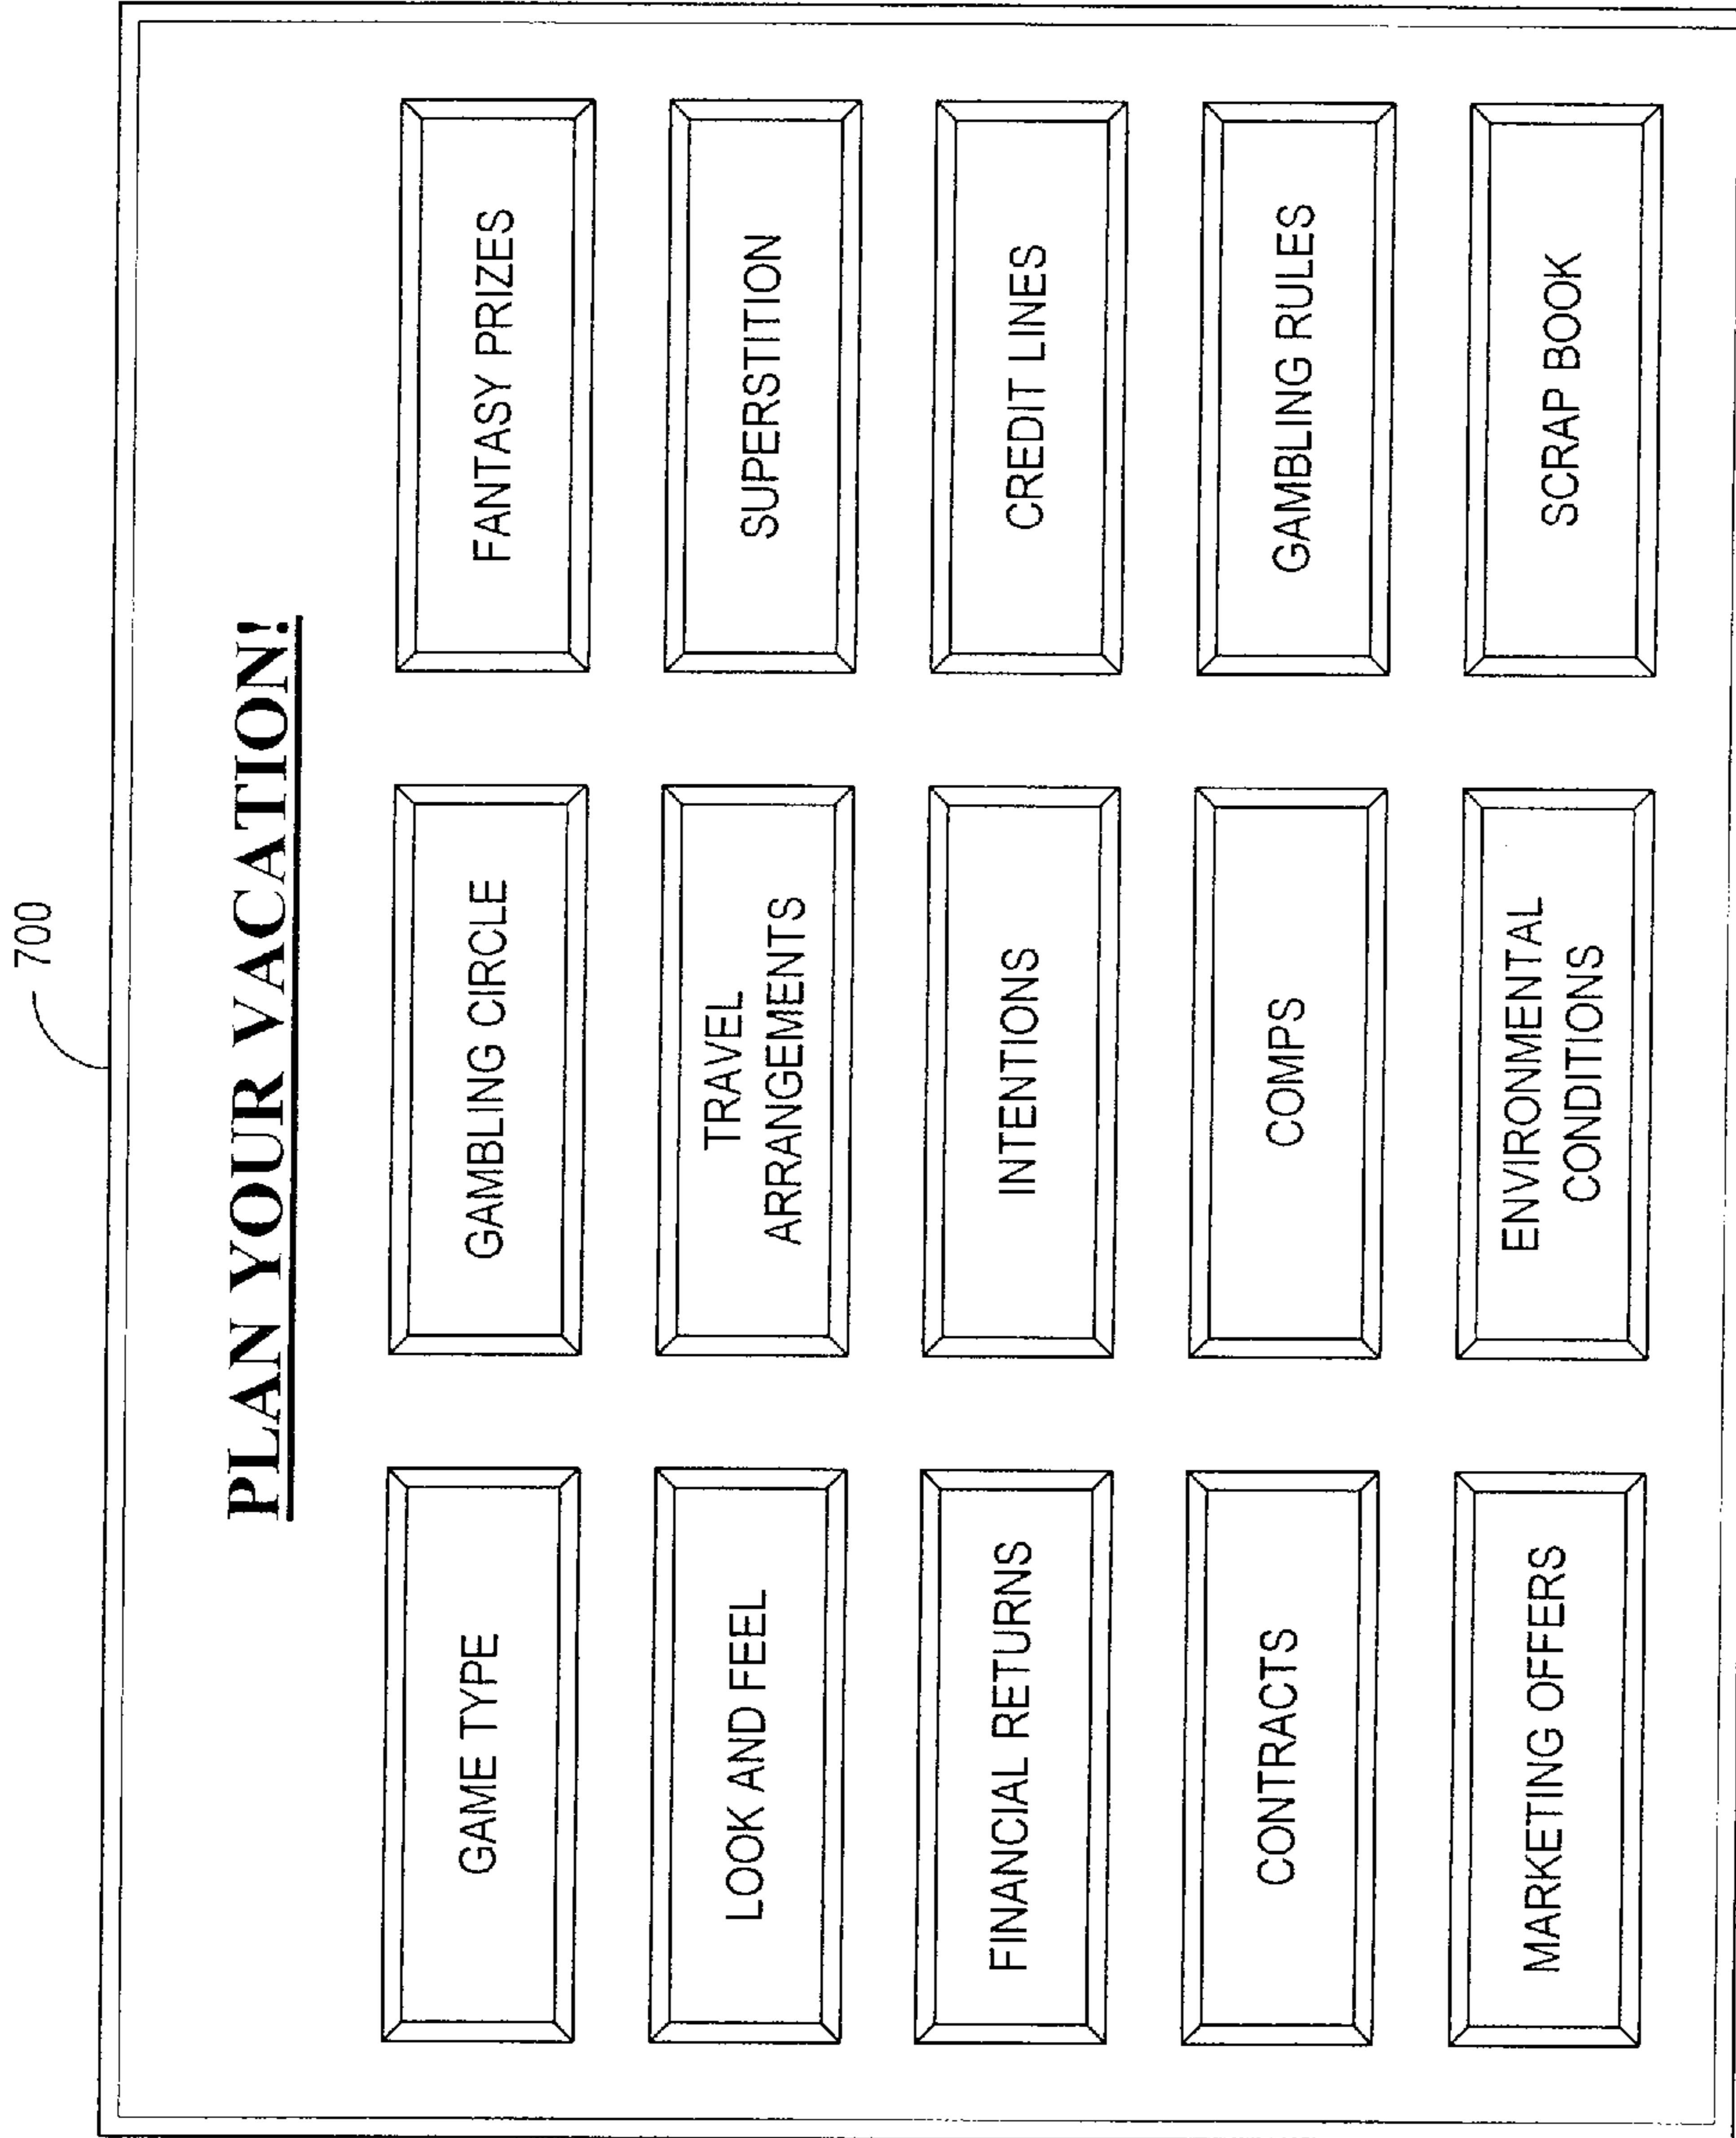 700
PLAN YOUR VACATION!
GAME TYPE
GAMBLING CIRCLE
FANTASY PRIZES
LOOK AND FEEL
TRAVEL
ARRANGEMENTS
SUPERSTITION
FINANCIAL RETURNS
INTENTIONS
CREDIT LINES
CONTRACTS
COMPS
GAMBLING RULES
MARKETING OFFERS
ENVIRONMENTAL
CONDITIONS
SCRAP BOOK